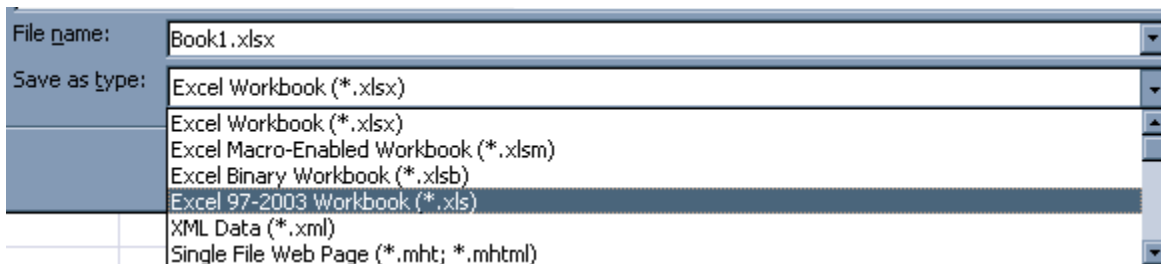 File name: Book1.xlsx
Save as type: Excel Workbook (*.xlsx)
Excel Workbook (*.xlsx)
Excel Macro-Enabled Workbook (*.xlsm)
Excel Binary Workbook (*.xlsb)
Excel 97-2003 Workbook (*.xls)
XML Data (*.xml)
Single File Web Page (*.mht; *.mhtml)